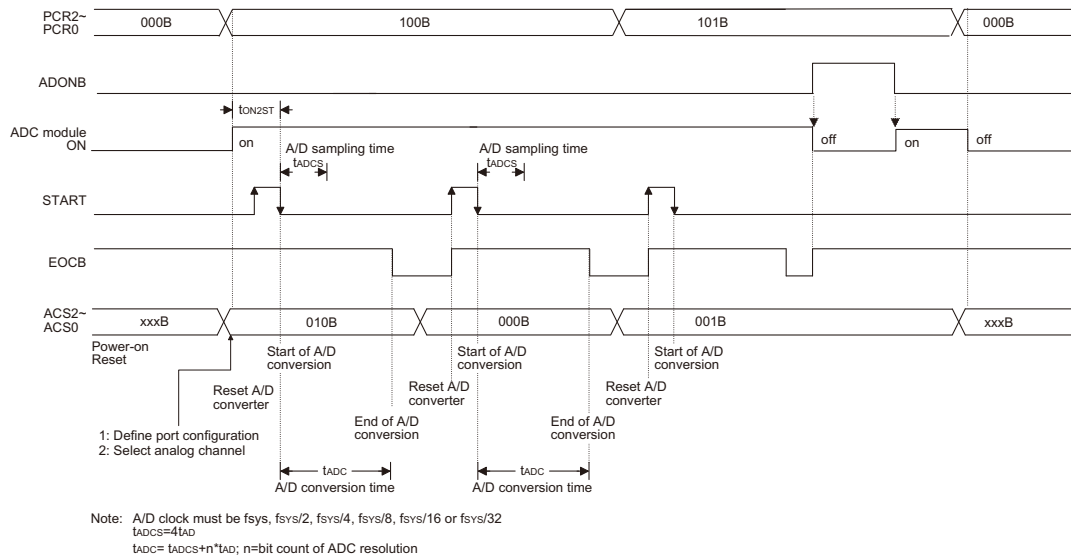 PCR2~
PCR0
000B
100B
101B
000B
ADONB
tON2ST
ADC module
ON
on
off
on
off
A/D sampling time
tADCS
A/D sampling time
tADCS
START
EOCB
ACS2~
ACS0
xxxB
010B
000B
001B
xxxB
Power-on
Reset
Start of A/D
conversion
Start of A/D
conversion
Start of A/D
conversion
Reset A/D
converter
Reset A/D
converter
Reset A/D
converter
End of A/D
conversion
End of A/D
conversion
1: Define port configuration
2: Select analog channel
tADC
A/D conversion time
tADC
A/D conversion time
Note: A/D clock must be fsys, fSYS/2, fSYS/4, fSYS/8, fSYS/16 or fSYS/32
tADCS=4tAD
tADC= tADCS+n*tAD; n=bit count of ADC resolution